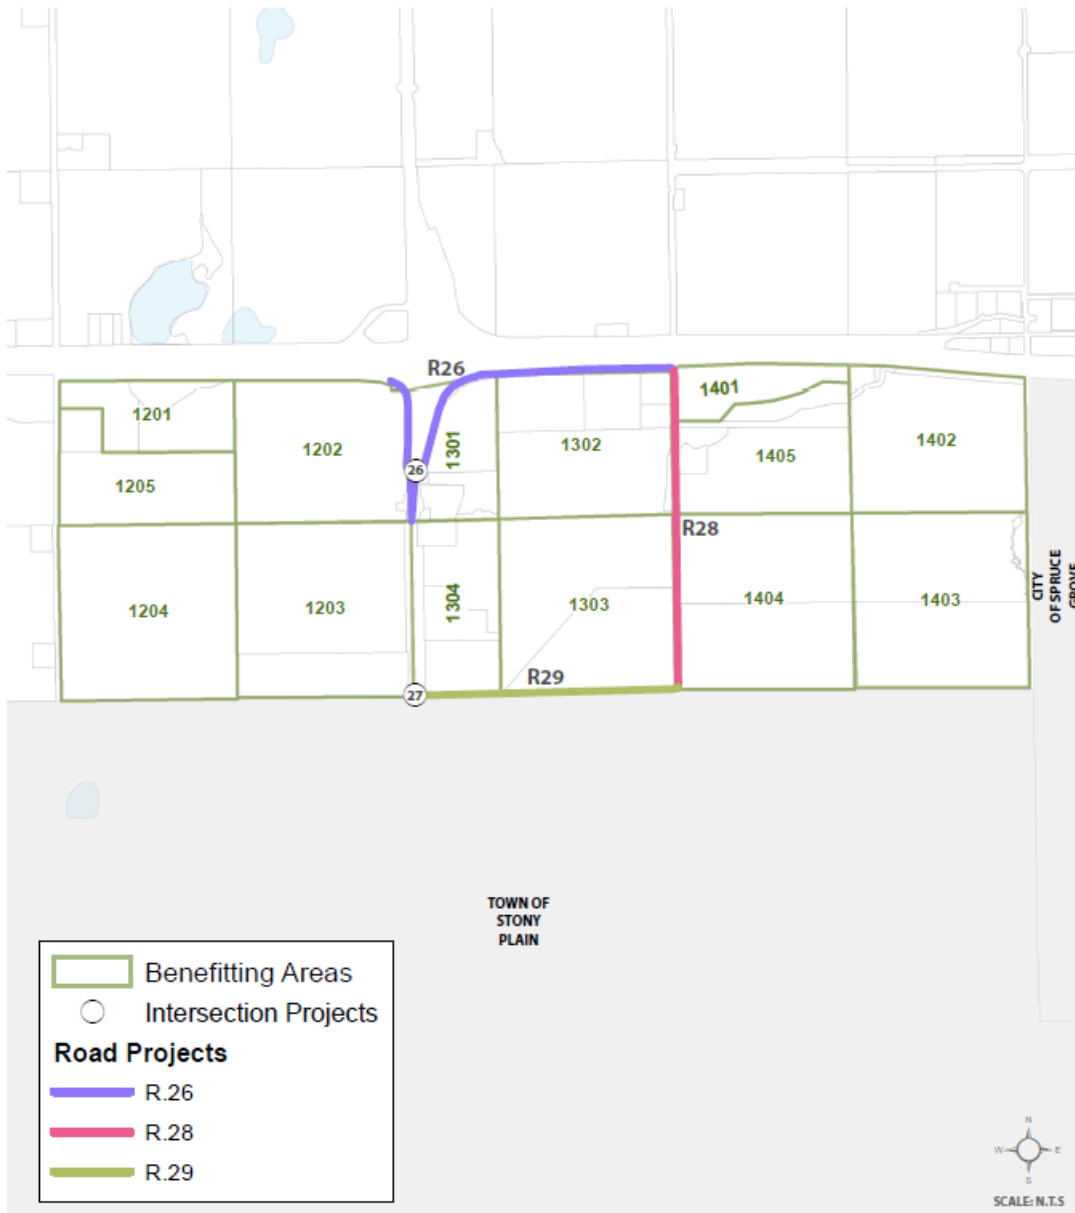 R26
1401
1201
1202
1301
1302
1402
1405
26
1205
R28
CITY
OF SPRUCE
GROVE
1204
1203
1304
1303
1404
1403
R29
27
TOWN OF
STONY
PLAIN
Benefitting Areas
Intersection Projects
Road Projects
R.26
R.28
R.29
N
W
E
S
SCALE: N.T.S